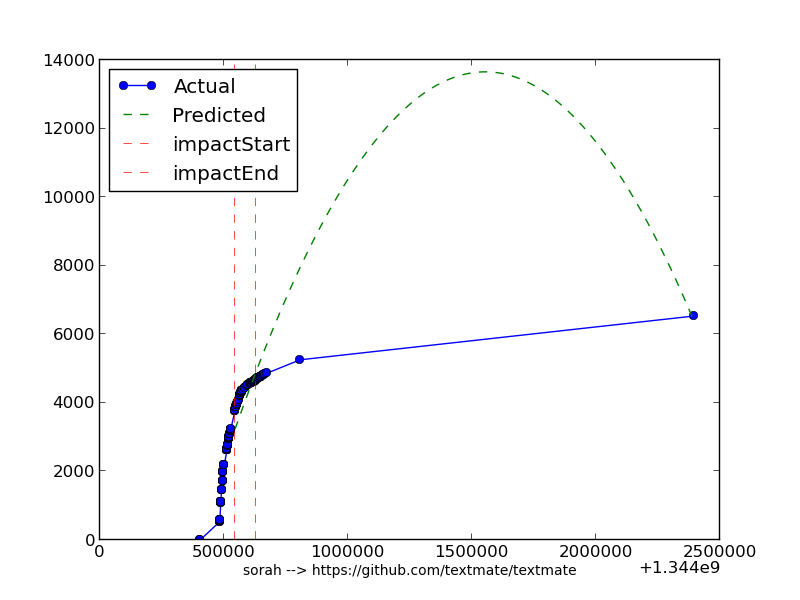 14000
12000
10000
8000
6000
4000
2000
0
Actual
Predicted
impactStart
impactEnd
0 500000 1000000 1500000 2000000 2500000
+1.344e9
sorah --> https://github.com/textmate/textmate